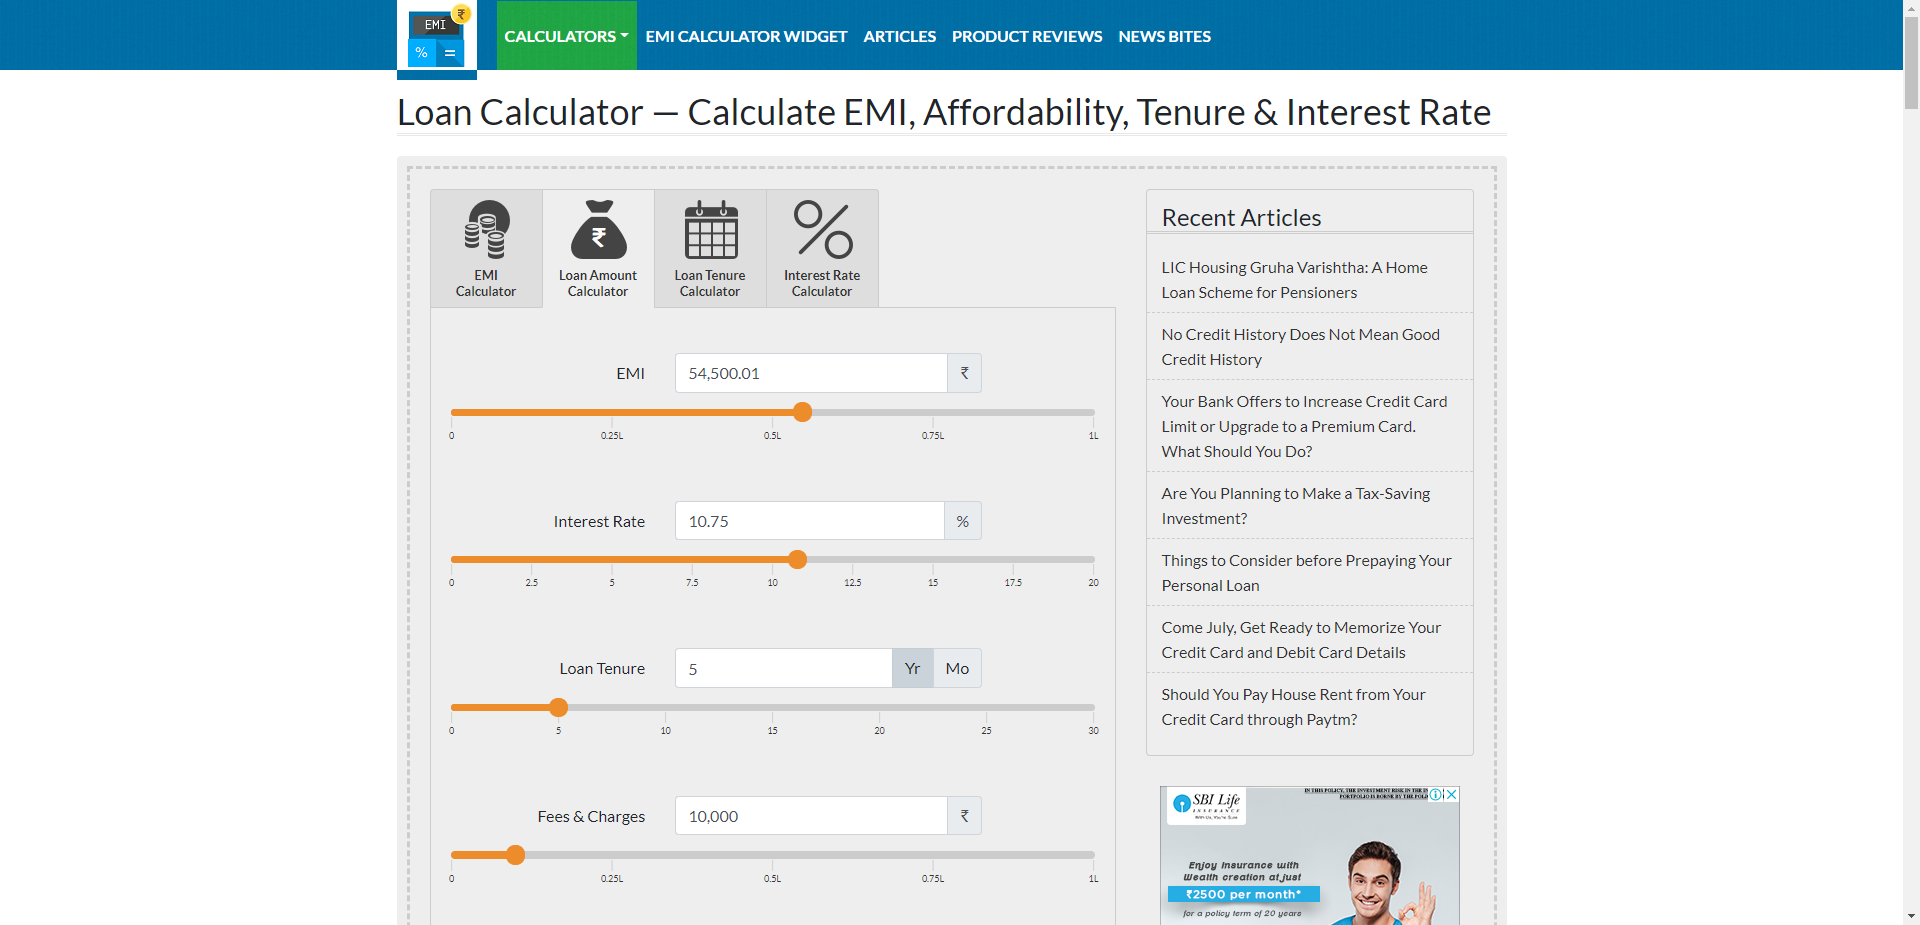 EMI
₹
%
=
CALCULATORS
EMI CALCULATOR WIDGET
ARTICLES
PRODUCT REVIEWS
NEWS BITES
Loan Calculator — Calculate EMI, Affordability, Tenure & Interest Rate
EMI
Calculator
₹
Loan Amount
Calculator
Loan Tenure
Calculator
Interest Rate
Calculator
EMI
54,500.01
₹
0
0.25L
0.5L
0.75L
1L
Interest Rate
10.75
%
0
2.5
5
7.5
10
12.5
15
17.5
20
Loan Tenure
5
Yr
Mo
0
5
10
15
20
25
30
Fees & Charges
10,000
₹
0
0.25L
0.5L
0.75L
1L
Recent Articles
LIC Housing Gruha Varishtha: A Home
Loan Scheme for Pensioners
No Credit History Does Not Mean Good
Credit History
Your Bank Offers to Increase Credit Card
Limit or Upgrade to a Premium Card.
What Should You Do?
Are You Planning to Make a Tax-Saving
Investment?
Things to Consider before Prepaying Your
Personal Loan
Come July, Get Ready to Memorize Your
Credit Card and Debit Card Details
Should You Pay House Rent from Your
Credit Card through Paytm?
IN THIS POLICY, THE INVESTMENT RISK IN THE IN
PORTFOLIO IS BORNE BY THE POL
SBI Life
INSURANCE
With Us, You're Sure
Enjoy Insurance with
Wealth creation at just
₹2500 per month*
for a policy term of 20 years